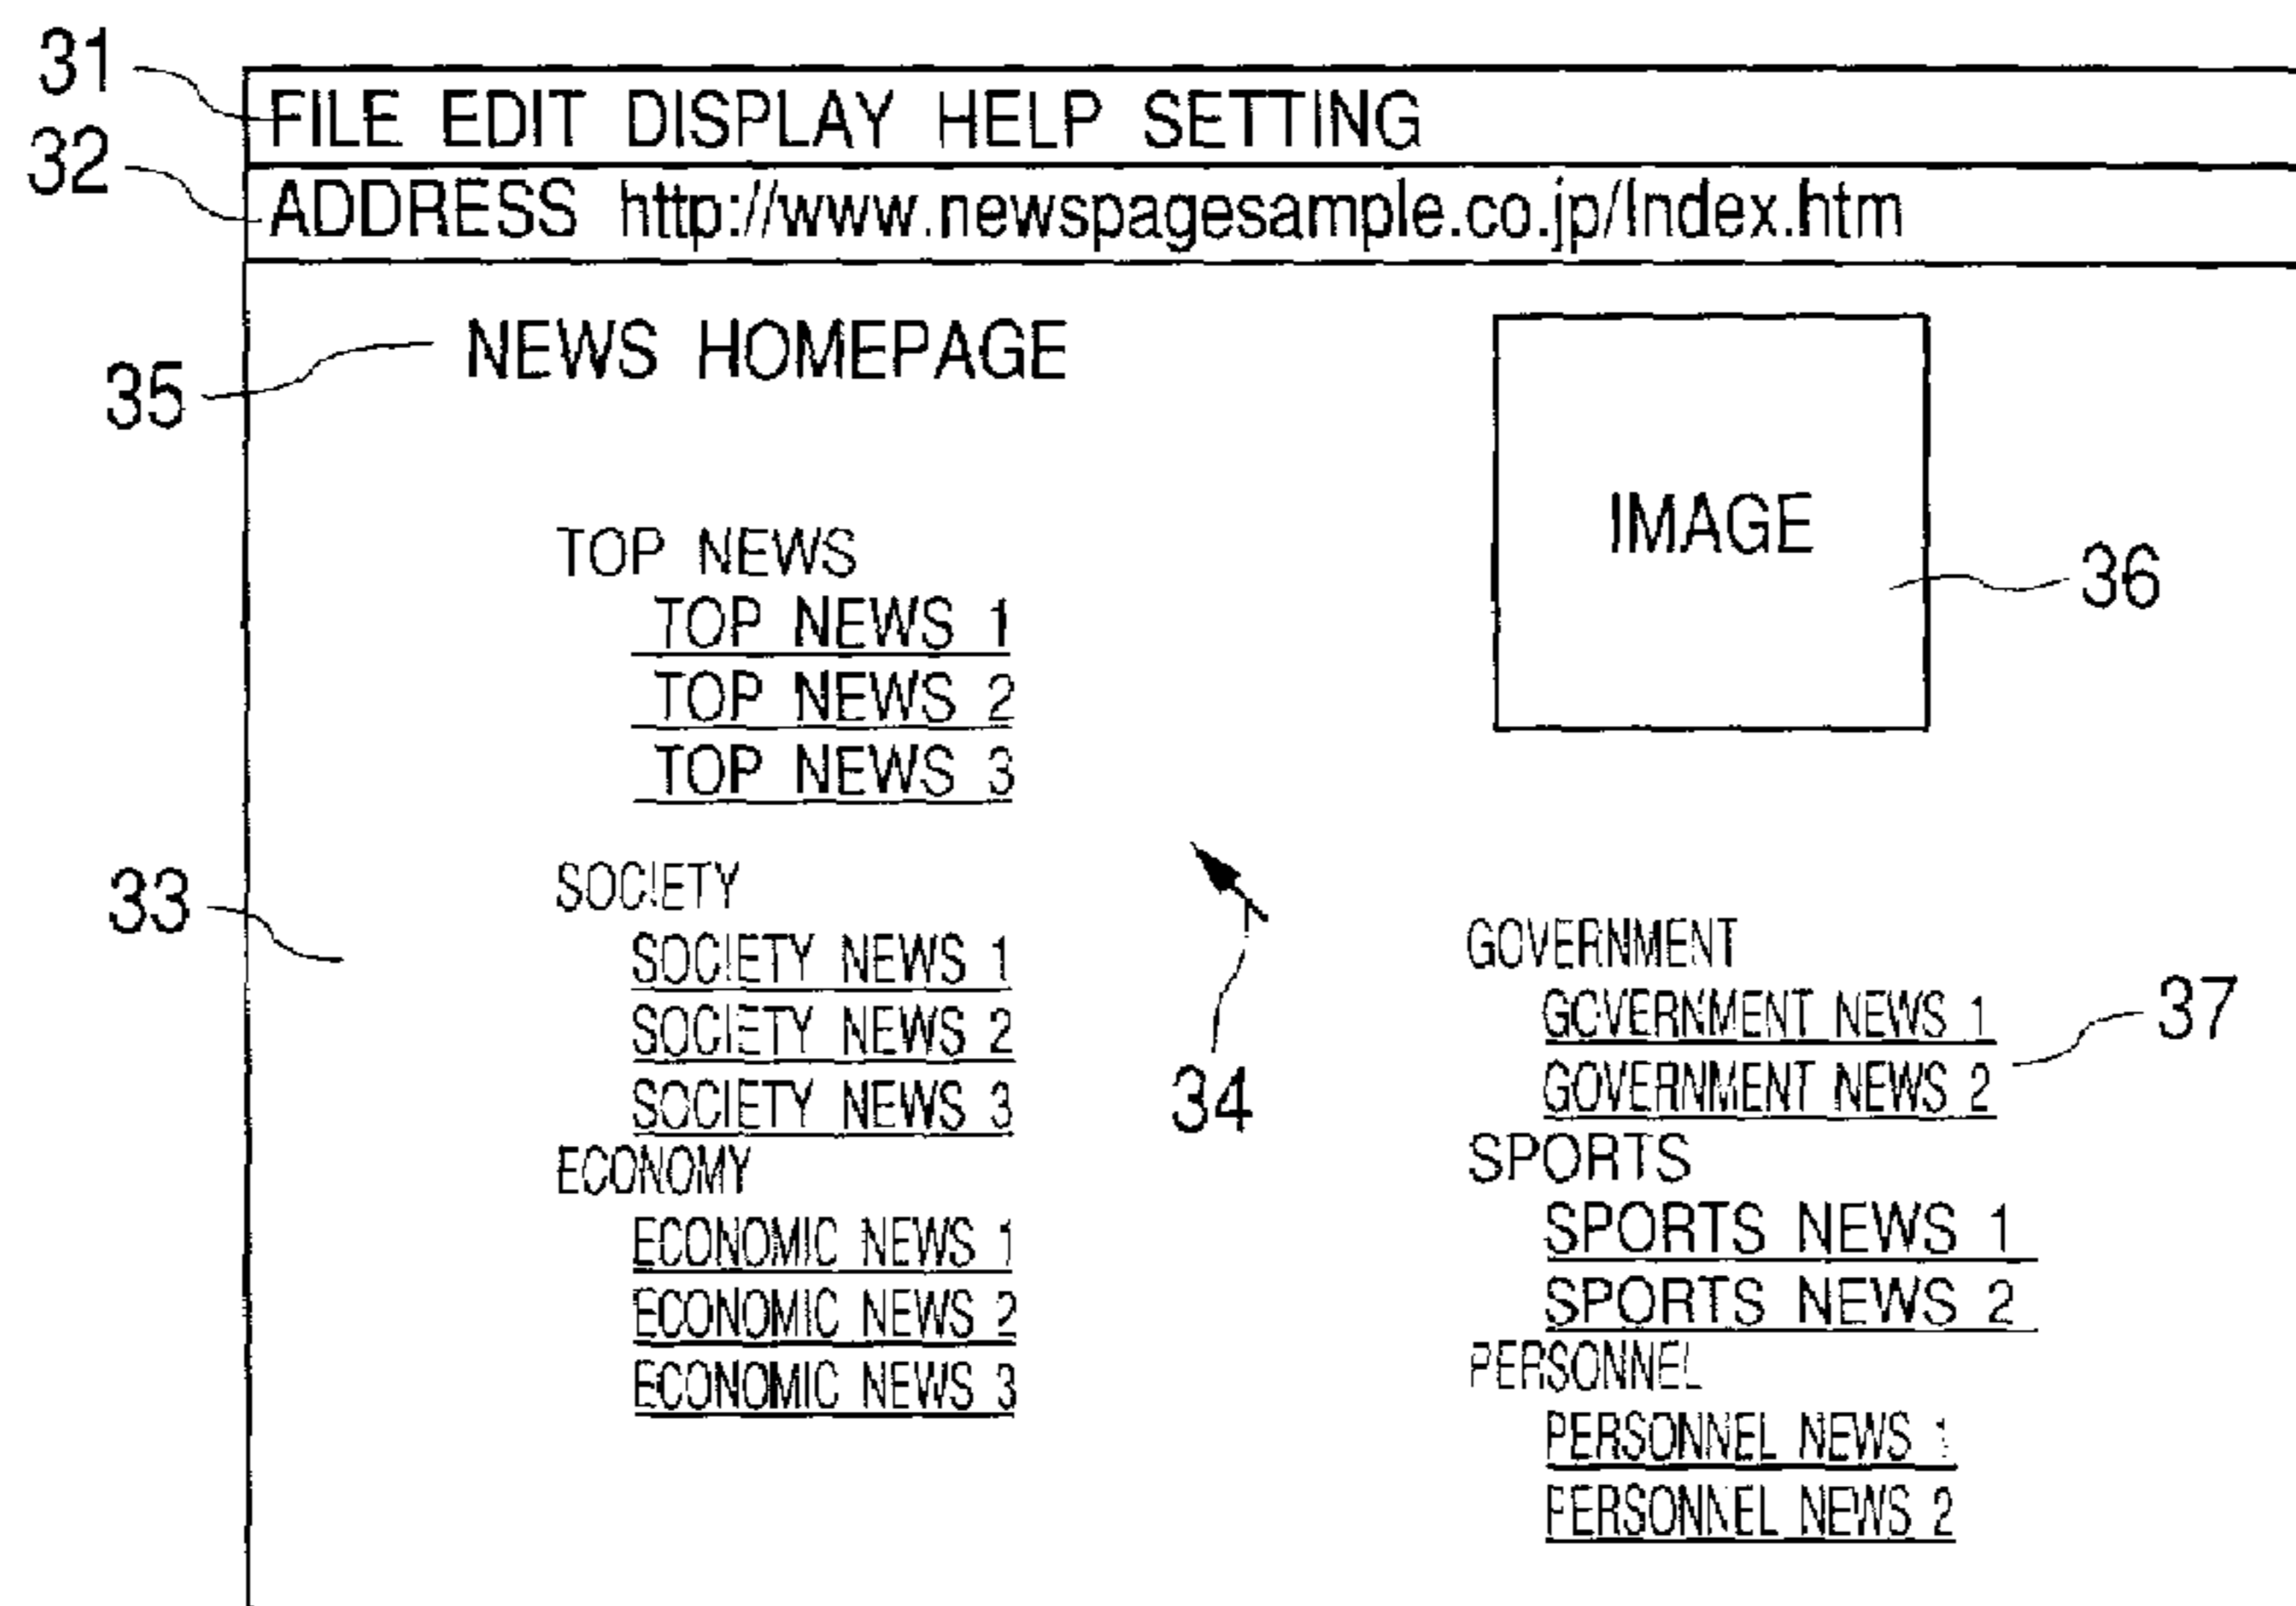 31
FILE EDIT DISPLAY HELP SETTING
32
ADDRESS http://www.newspagesample.co.jp/Index.htm
35
NEWS HOMEPAGE
IMAGE
36
TOP NEWS
TOP NEWS 1
TOP NEWS 2
TOP NEWS 3
33
SOCIETY
SOCIETY NEWS 1
SOCIETY NEWS 2
SOCIETY NEWS 3
ECONOMY
ECONOMIC NEWS 1
ECONOMIC NEWS 2
ECONOMIC NEWS 3
34
GOVERNMENT
GOVERNMENT NEWS 1
37
GOVERNMENT NEWS 2
SPORTS
SPORTS NEWS 1
SPORTS NEWS 2
PERSONNEL
PERSONNEL NEWS 1
PERSONNEL NEWS 2